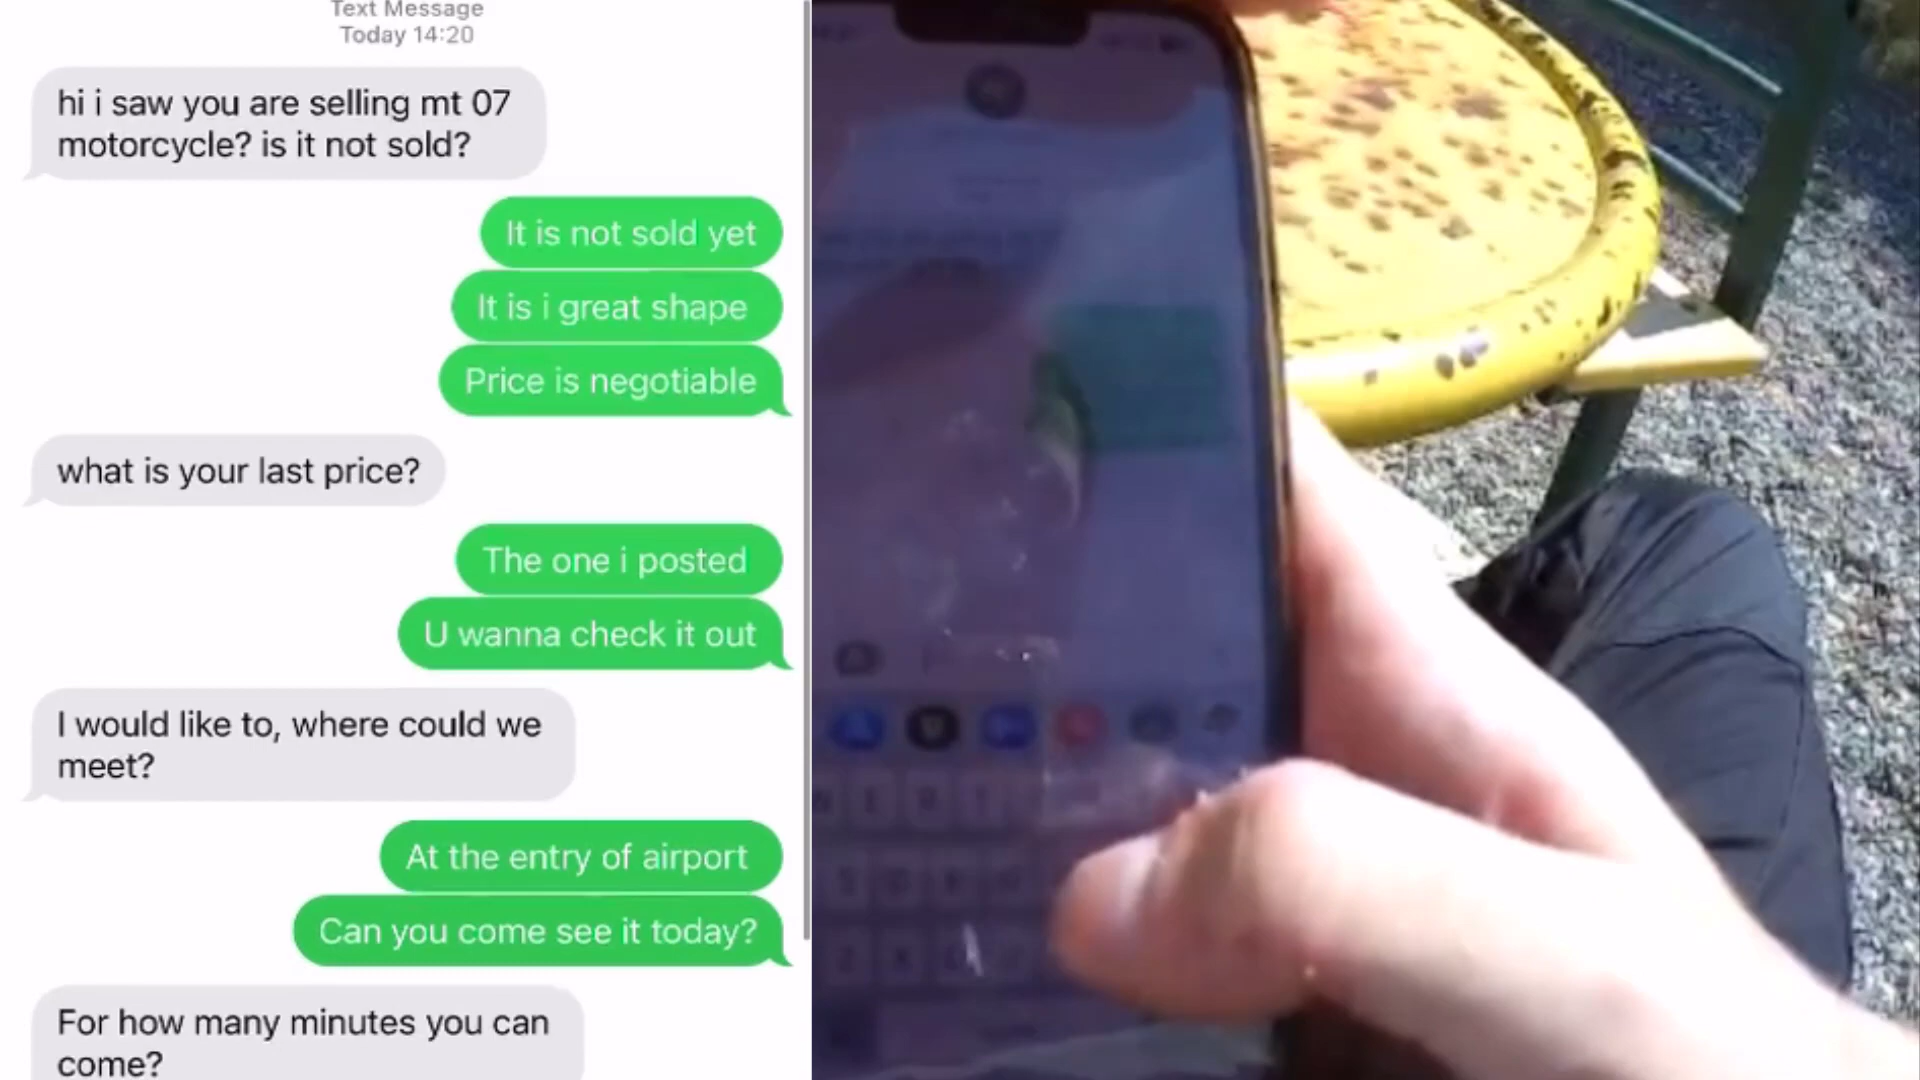 Text Message
Today 14:20
hi i saw you are selling mt 07
motorcycle? is it not sold?
It is not sold yet
It is i great shape
Price is negotiable
what is your last price?
The one i posted
U wanna check it out
I would like to, where could we
meet?
At the entry of airport
Can you come see it today?
For how many minutes you can
come?